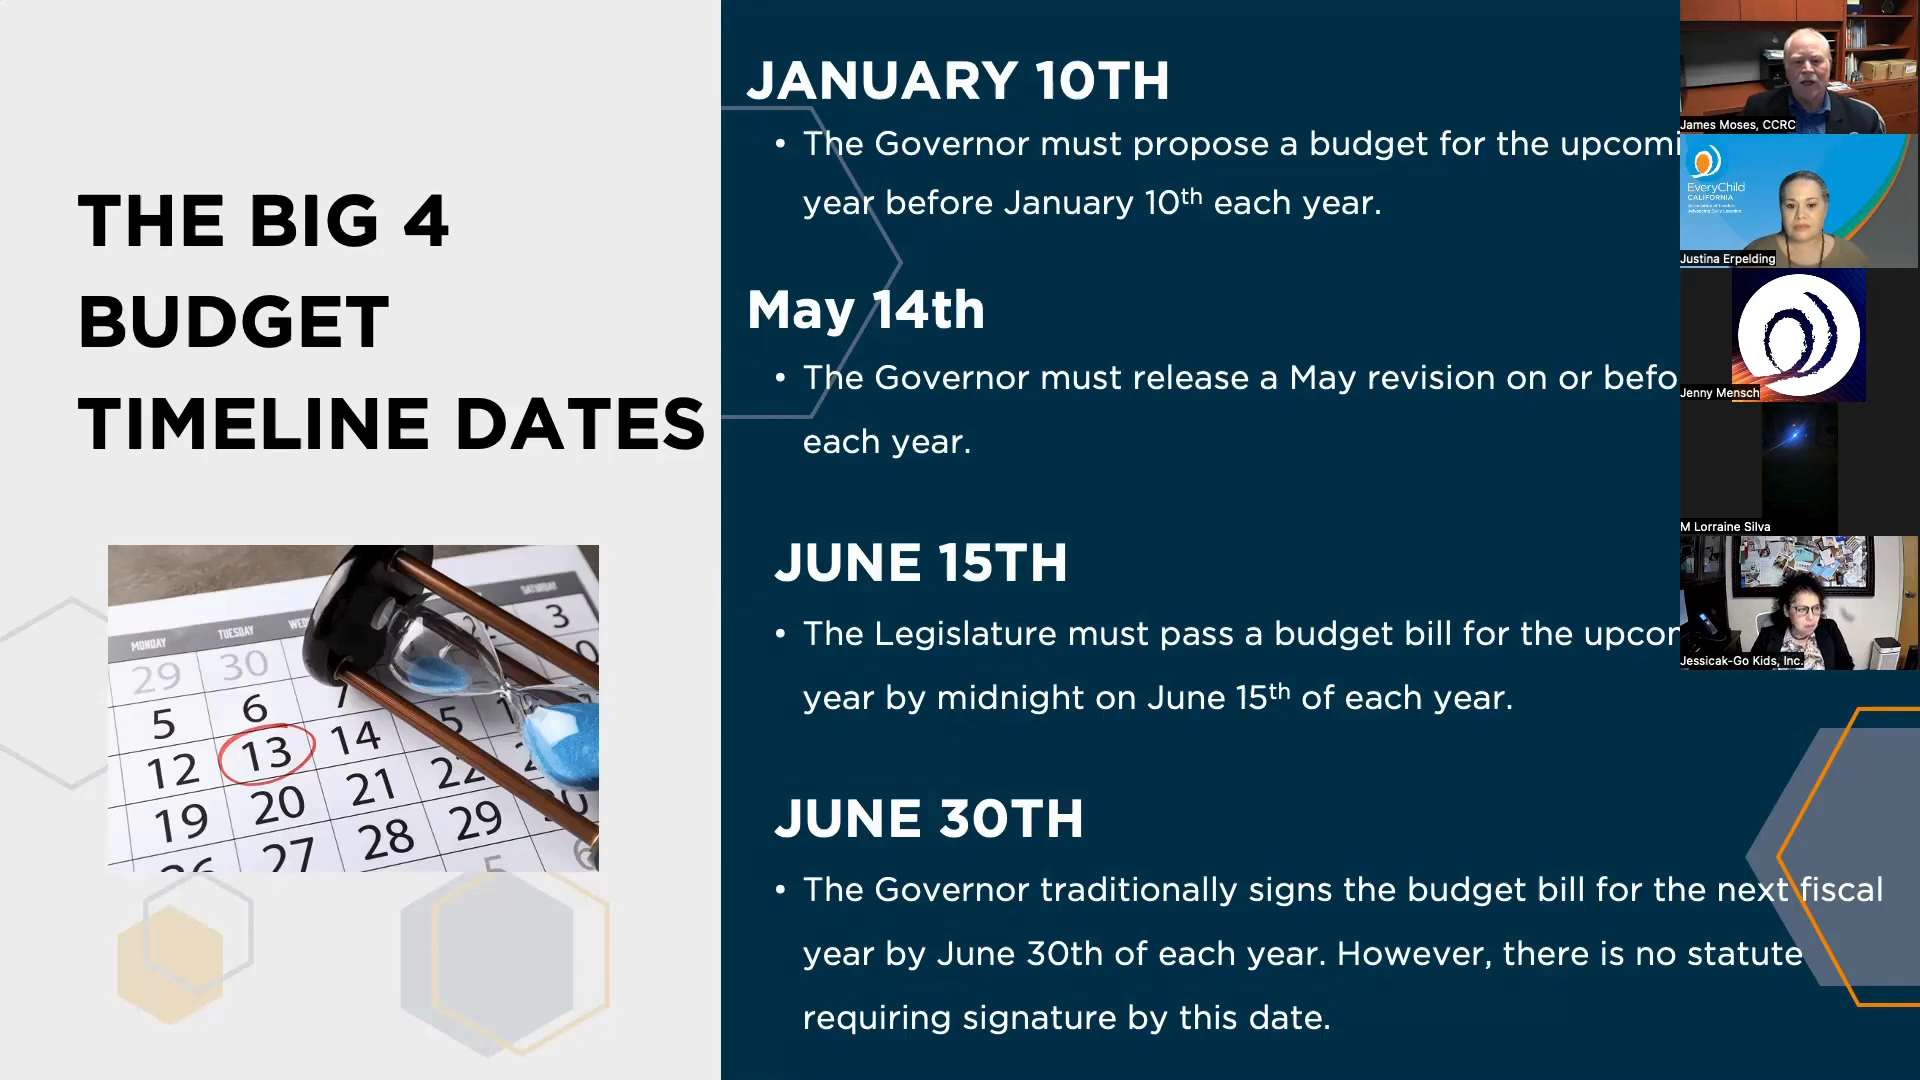 THE BIG 4
BUDGET
TIMELINE DATES
MONDAY
TUESDAY
SATURDAY
3
29 30
5 6 7 5
12 13 14
19 20 21 22
27 28 29 30
5 6
JANUARY 10TH
• The Governor must propose a budget for the upcomi
year before January 10th each year.
May 14th
• The Governor must release a May revision on or befo
each year.
JUNE 15TH
• The Legislature must pass a budget bill for the upcom
year by midnight on June 15th of each year.
JUNE 30TH
• The Governor traditionally signs the budget bill for the next fiscal
year by June 30th of each year. However, there is no statute
requiring signature by this date.
James Moses, CCRC
EveryChild
CALIFORNIA
Justina Erpelding
Jenny Mensch
M Lorraine Silva
Jessicak-Go Kids, Inc.